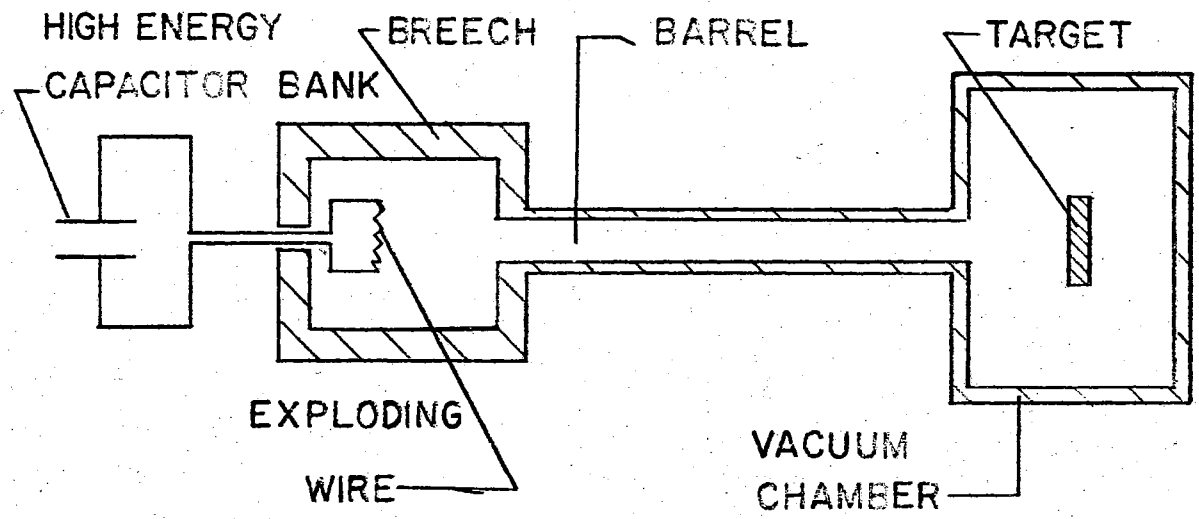 HIGH ENERGY
CAPACITOR BANK
BREECH
BARREL
TARGET
EXPLODING
WIRE
VACUUM
CHAMBER